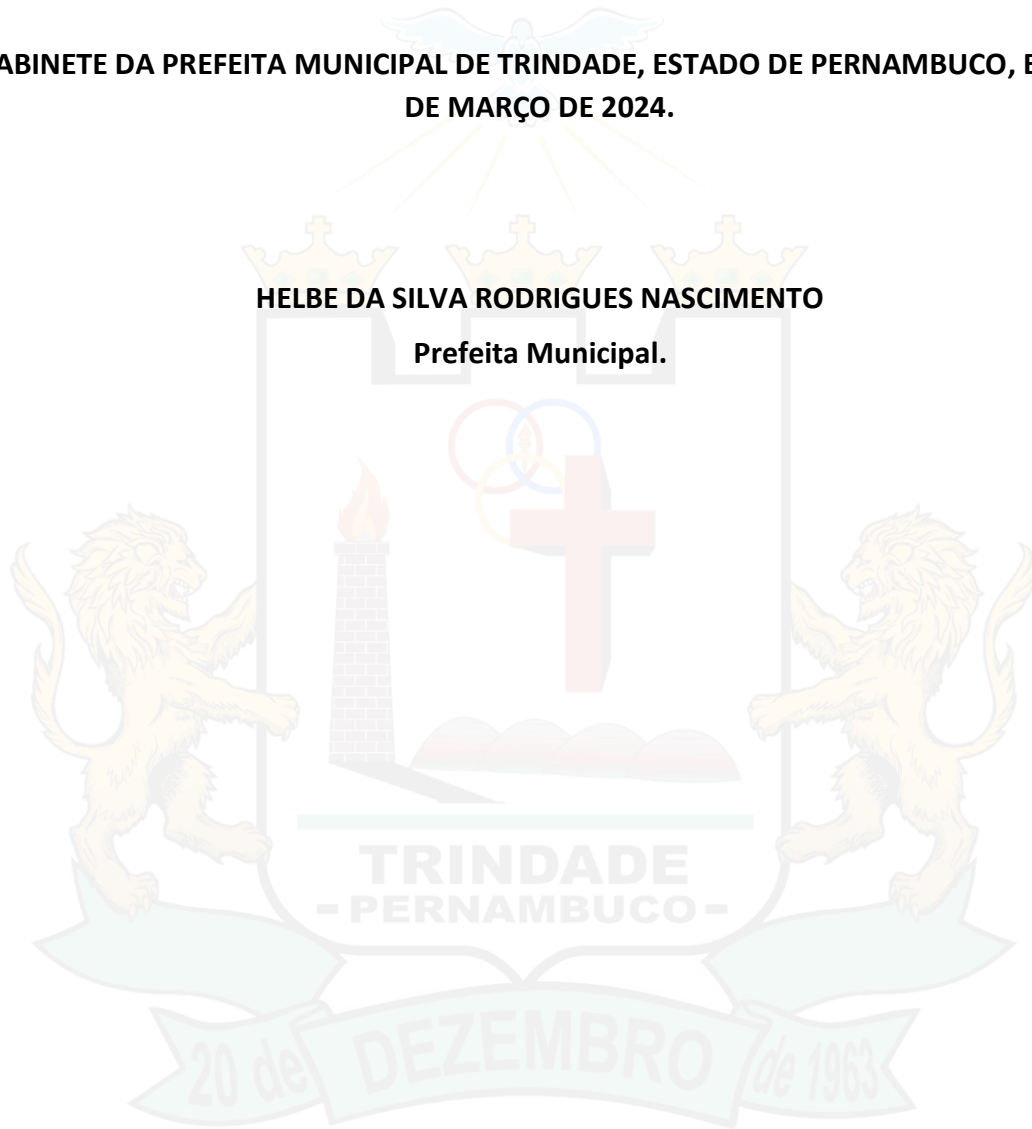 ABINETE DA PREFEITA MUNICIPAL DE TRINDADE, ESTADO DE PERNAMBUCO,
DE MARÇO DE 2024.
HELBE DA SILVA RODRIGUES NASCIMENTO
Prefeita Municipal.
TRINDADE
- PERNAMBUCO -
20 de DEZEMBRO de 1963